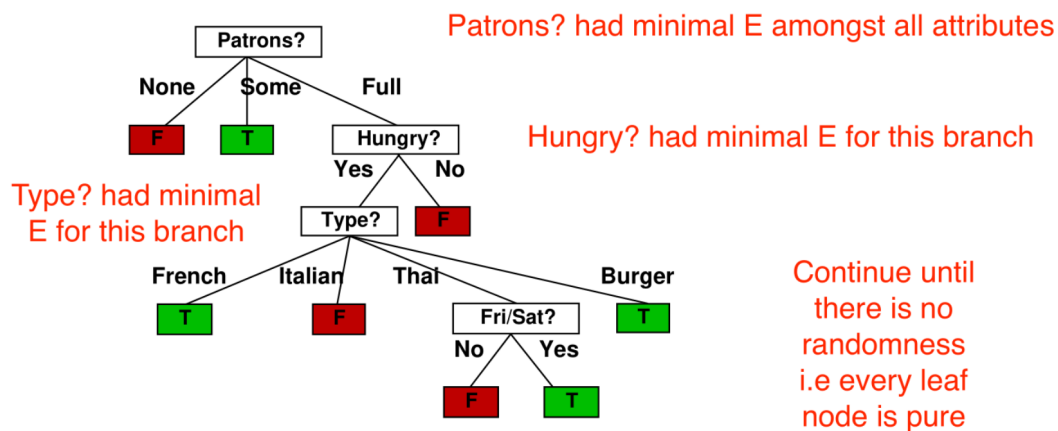 Patrons?
Patrons? had minimal E amongst all attributes
None
Some
Full
F
T
Hungry?
Hungry? had minimal E for this branch
Yes
No
Type? had minimal
E for this branch
Type?
F
French
Italian
Thai
Burger
T
F
Fri/Sat?
T
No
Yes
F
T
Continue until
there is no
randomness
i.e every leaf
node is pure